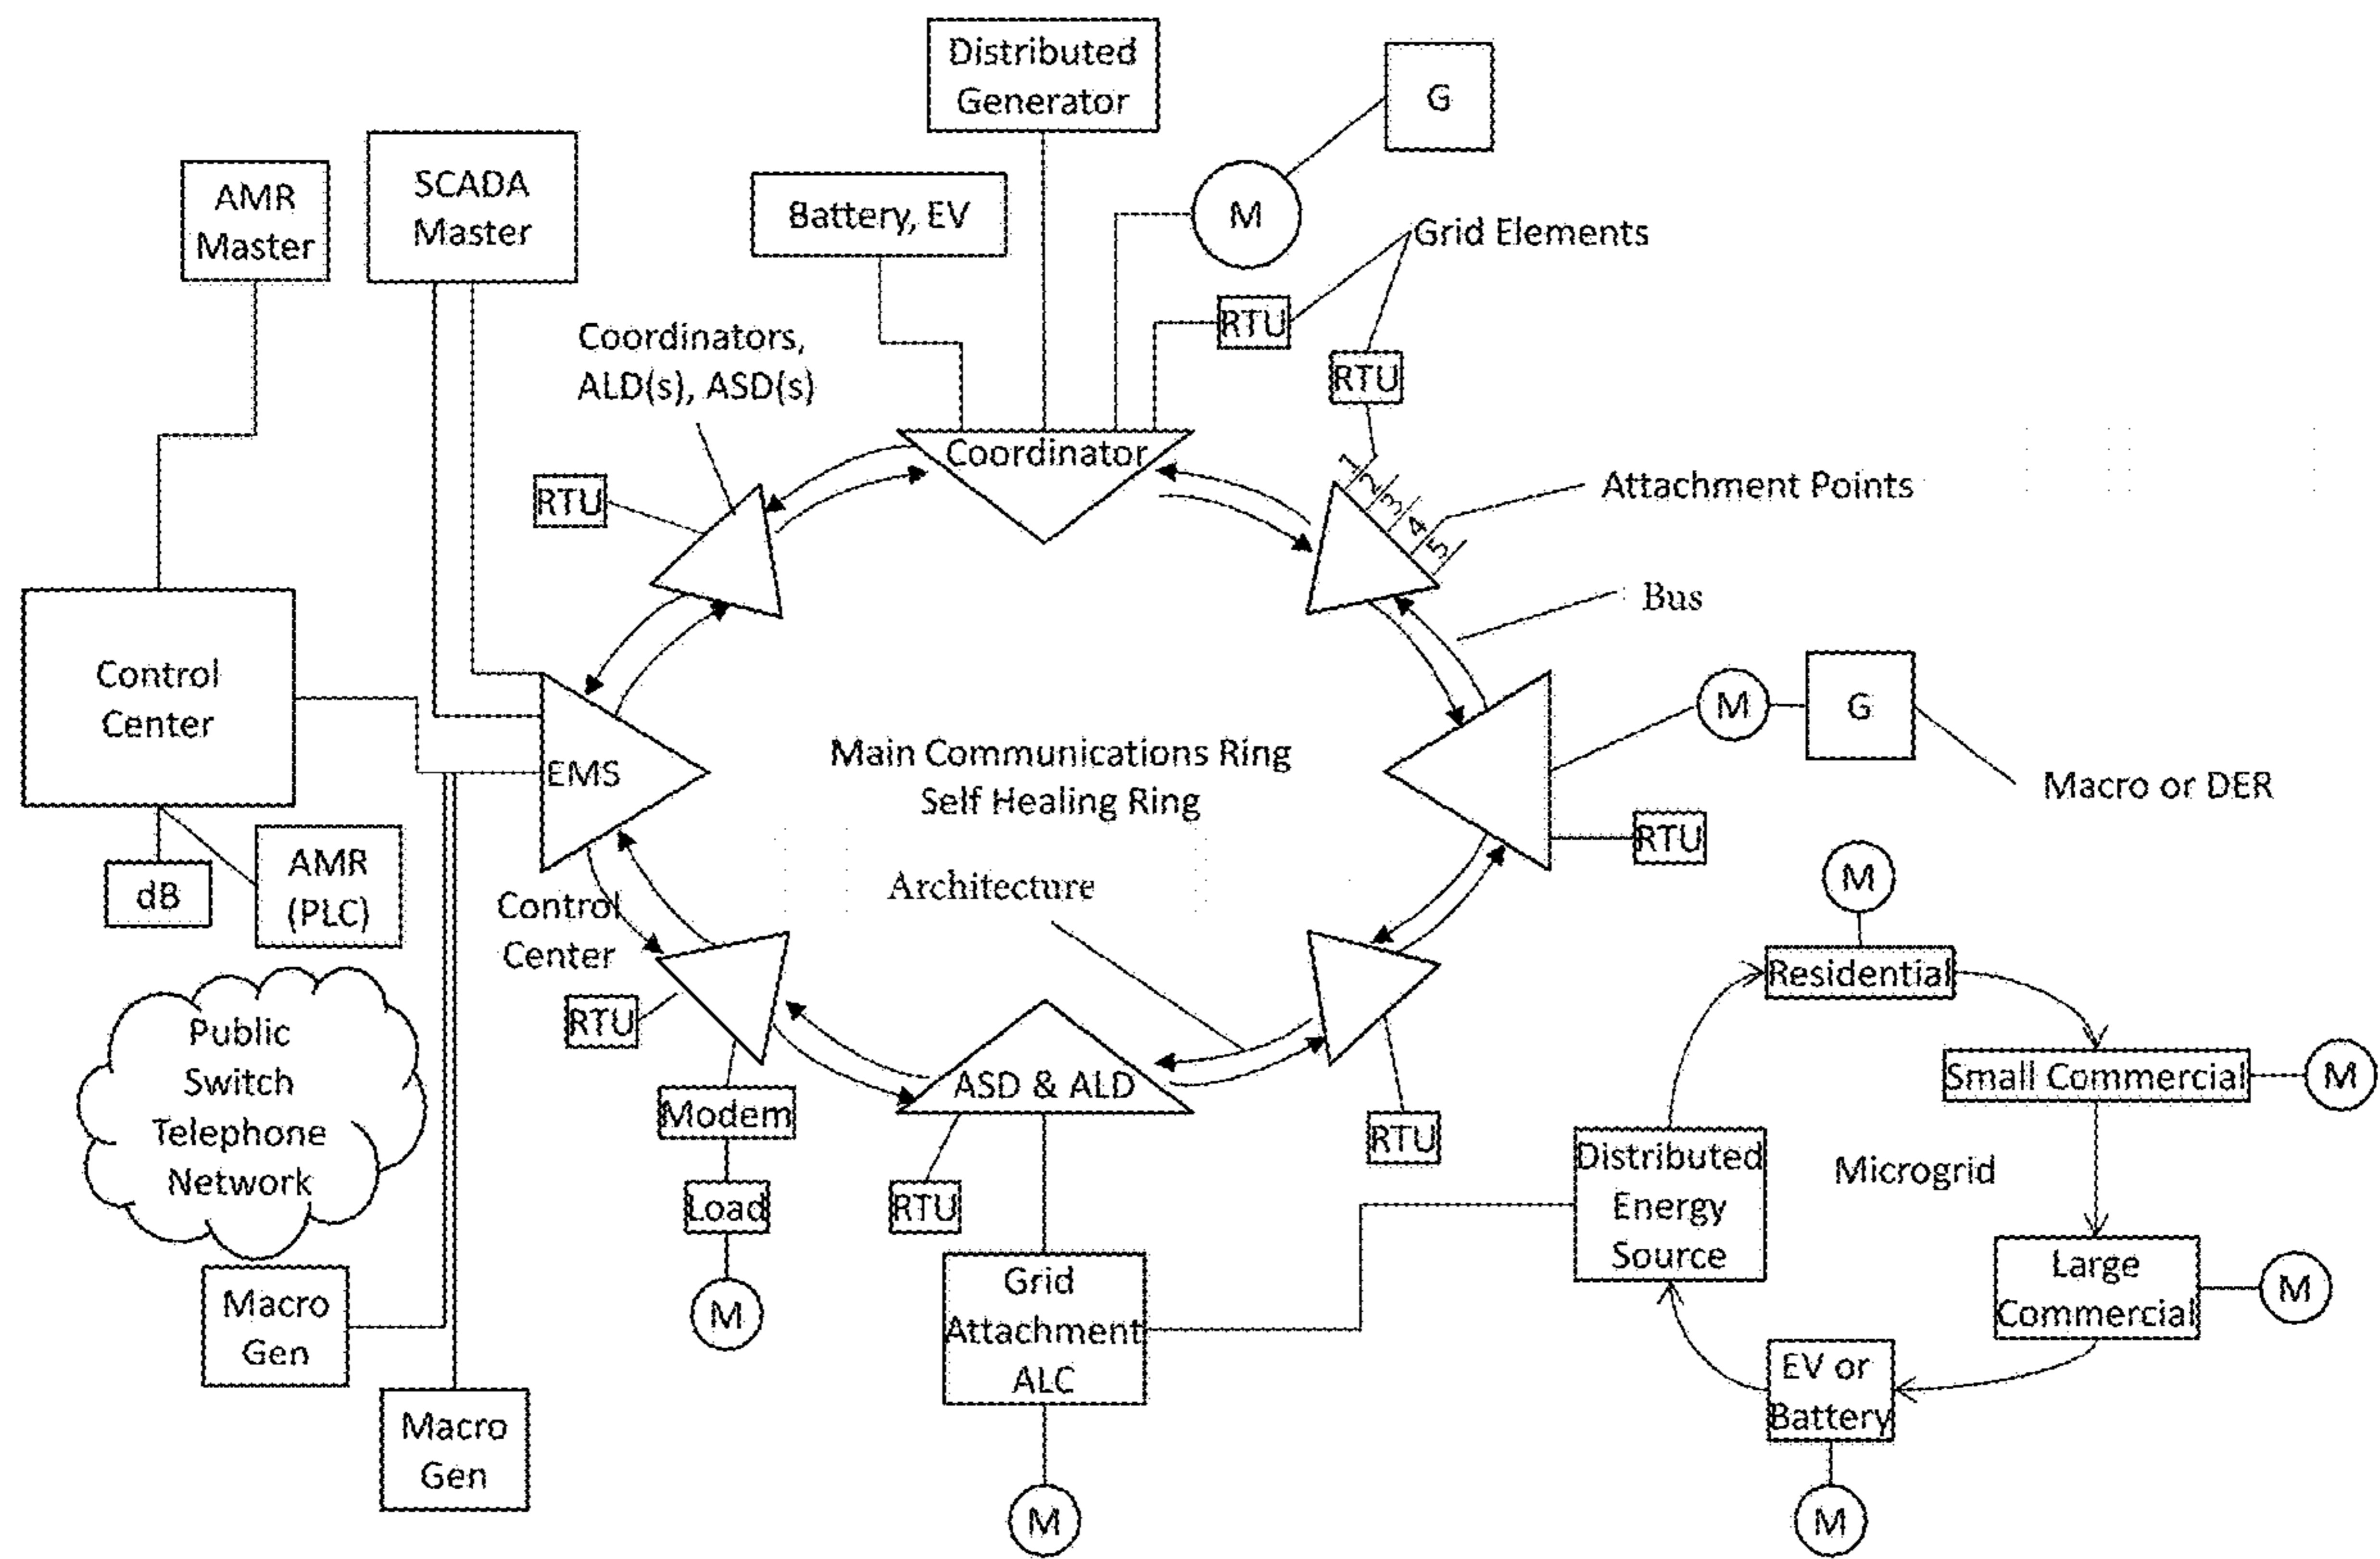 Distributed
Generator
G
AMR
Master
SCADA
Master
Battery, EV
M
Grid Elements
RTU
Coordinators,
ALD(s), ASD(s)
RTU
Coordinator
RTU
1
2
3
4
5
Attachment Points
Bus
Control
Center
EMS
Main Communications Ring
Self Healing Ring
M
G
Macro or DER
RTU
dB
AMR
(PLC)
Control
Center
Architecture
M
Residential
RTU
Public
Switch
Telephone
Network
Modem
ASD & ALD
Small Commercial
M
RTU
Load
RTU
Distributed
Energy
Source
Microgrid
Macro
Gen
M
Grid
Attachment
ALC
Large
Commercial
M
EV or
Battery
Macro
Gen
M
M